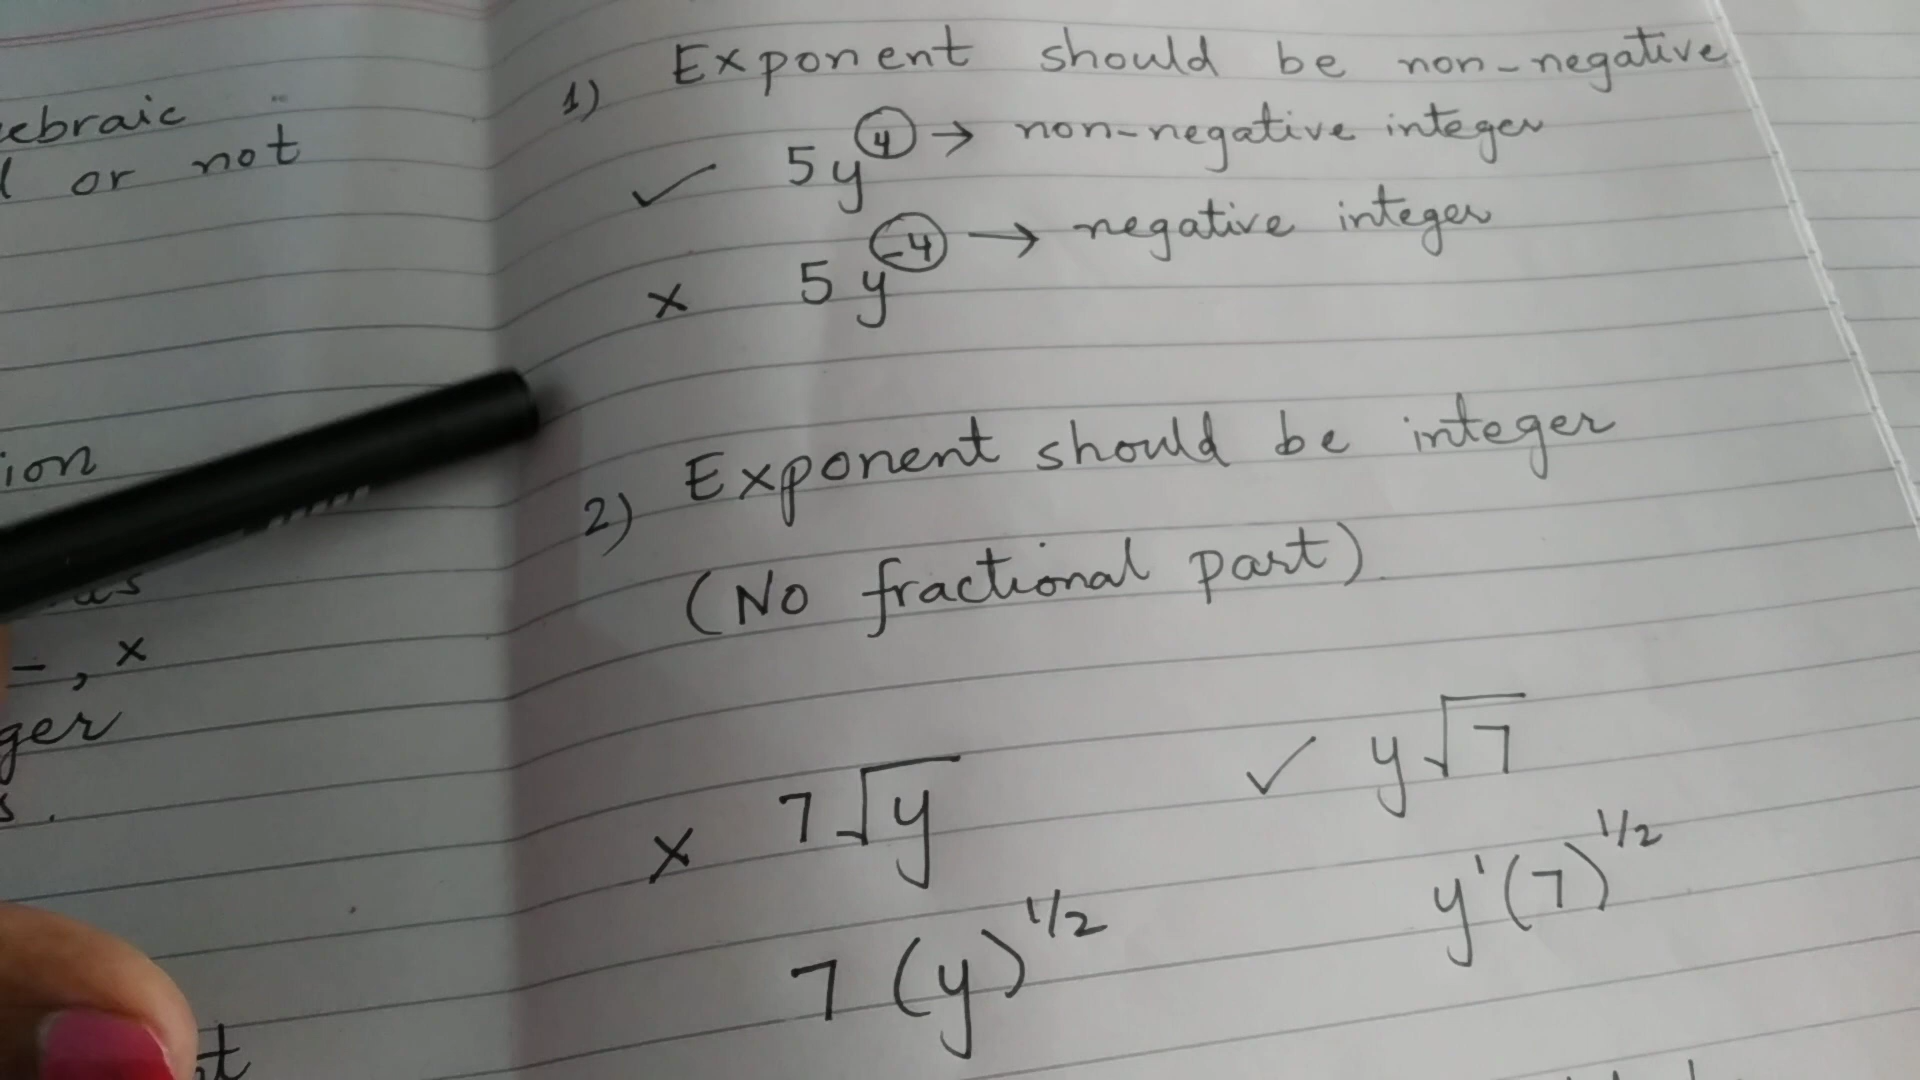 ebraic
l or not
ion
as
-, x
ger
s.
t
1) Exponent should be non-negative
✓ 5y④ → non-negative integer
x 5y^(-4) → negative integer
2) Exponent should be integer
(No fractional part).
x 7√y ✓ y√7
7 (y)^1/2 y'(7)^1/2